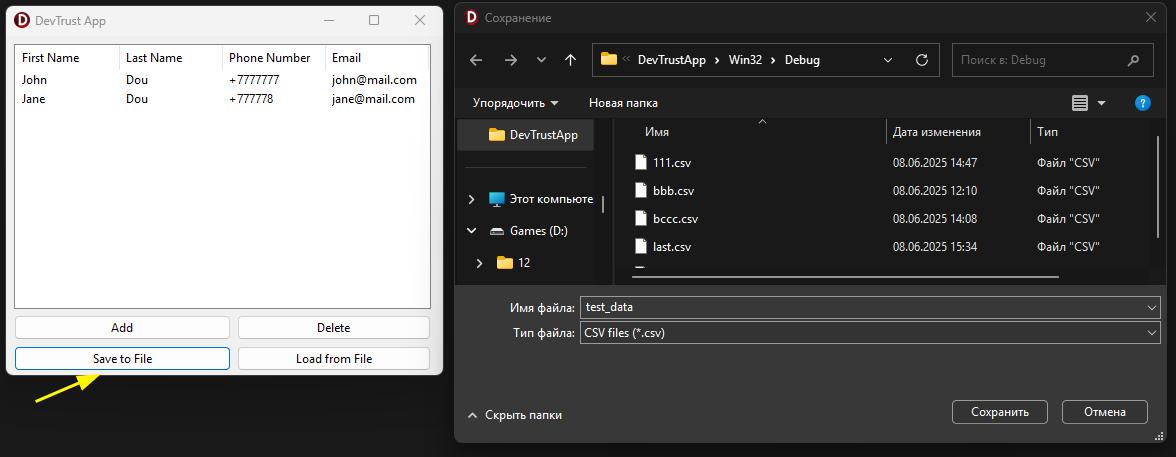 DevTrust App
First Name Last Name Phone Number Email
John Dou +7777777 john@mail.com
Jane Dou +777778 jane@mail.com
Add Delete
Save to File Load from File
D Сохранение
DevTrustApp Win32 Debug Поиск в: Debug
Упорядочить Новая папка
DevTrustApp
Этот компьюте
Games (D:)
12
Имя Дата изменения Тип
111.csv 08.06.2025 14:47 Файл "CSV"
bbb.csv 08.06.2025 12:10 Файл "CSV"
bccc.csv 08.06.2025 14:08 Файл "CSV"
last.csv 08.06.2025 15:34 Файл "CSV"
Имя файла: test_data
Тип файла: CSV files (*.csv)
Скрыть папки Сохранить Отмена